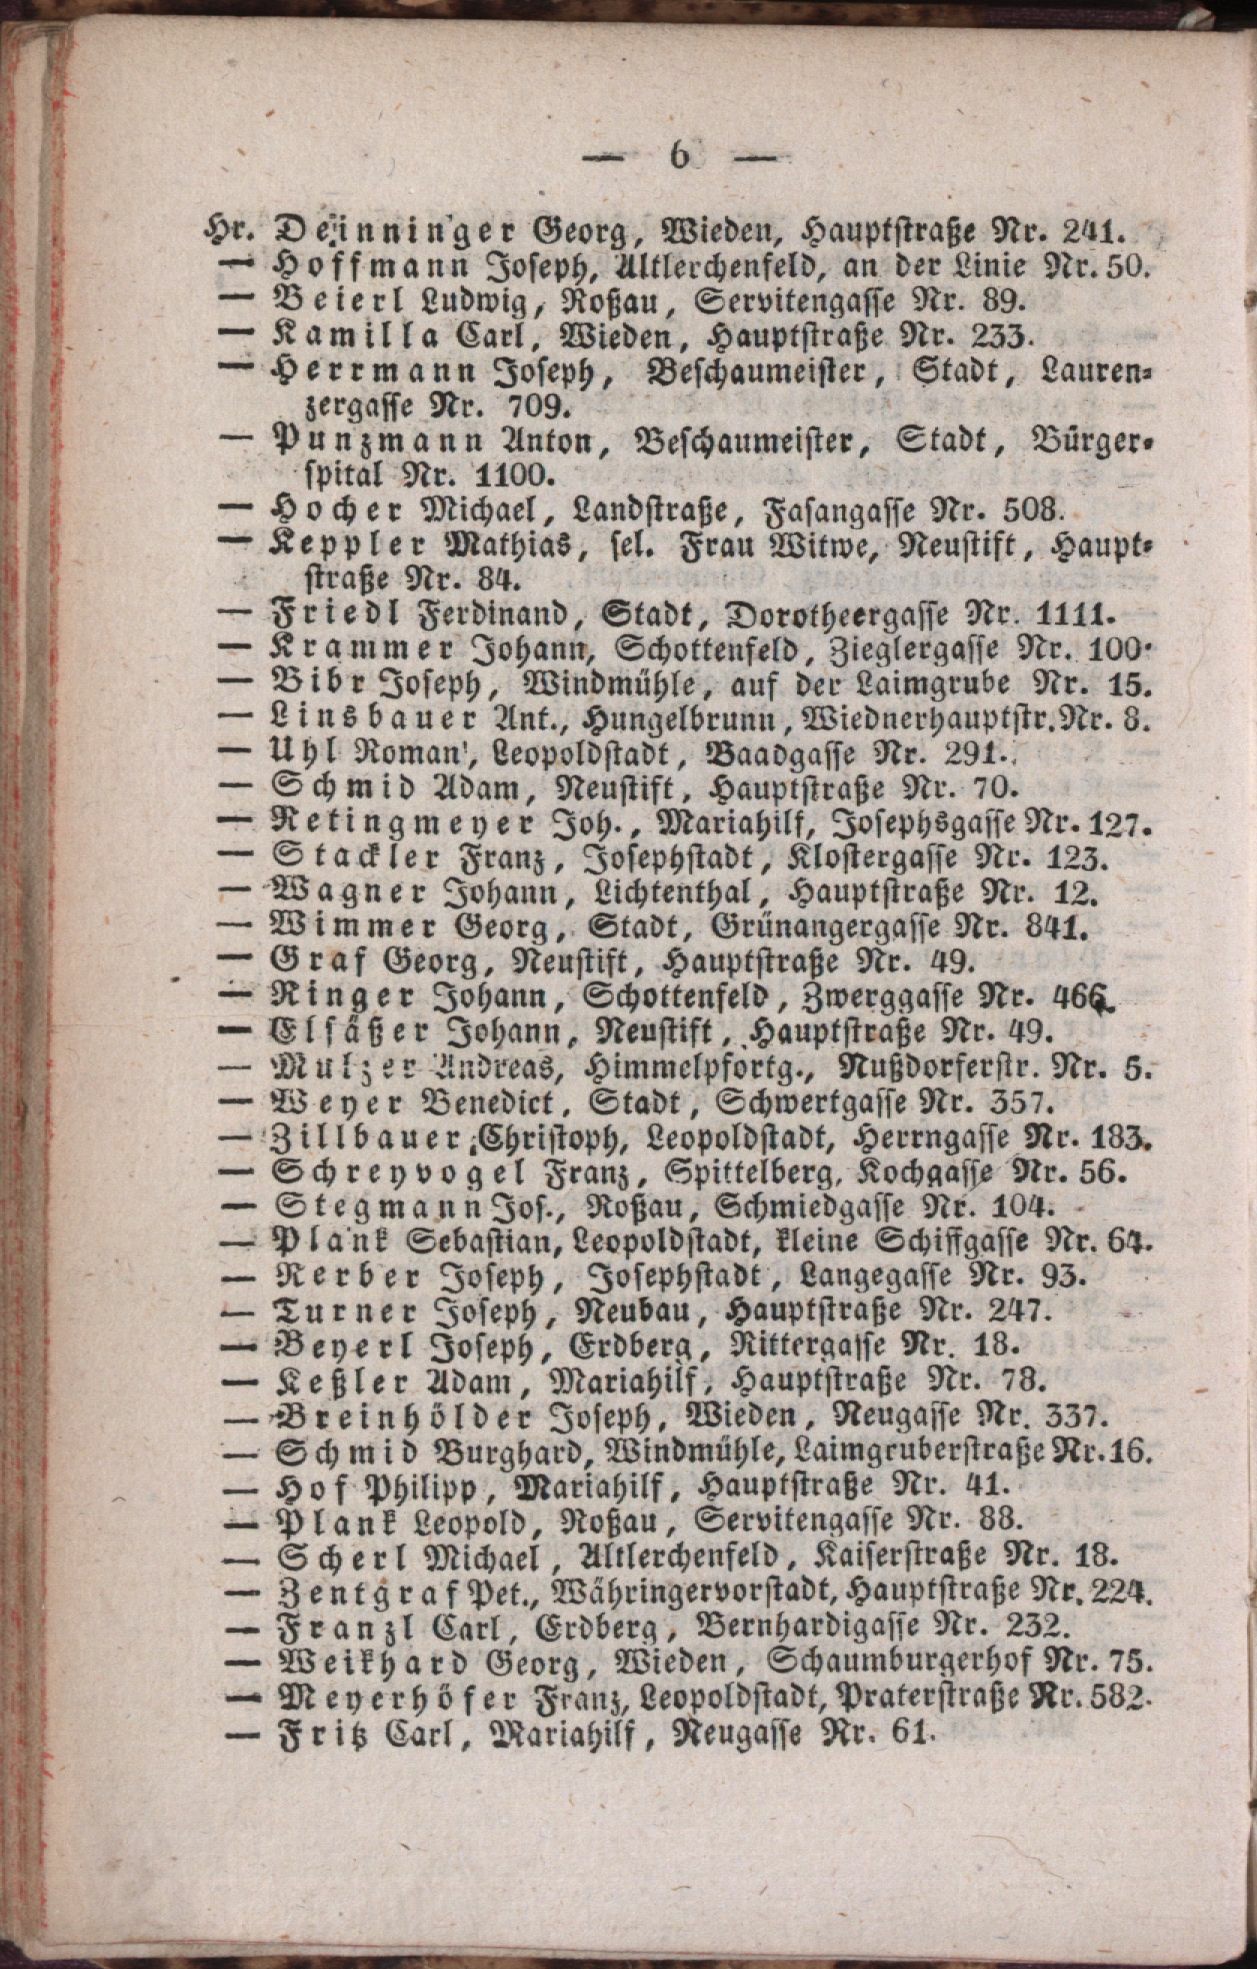 — 6 —
Hr. Deinninger Georg, Wieden, Hauptstraße Nr. 241.
— Hoffmann Joseph, Altlerchenfeld, an der Linie Nr. 50.
— Beierl Ludwig, Roßau, Servitengasse Nr. 89.
— Kamilla Carl, Wieden, Hauptstraße Nr. 233.
— Herrmann Joseph, Beschaumeister, Stadt, Lauren-
zergasse Nr. 709.
— Punzmann Anton, Beschaumeister, Stadt, Bürger-
spital Nr. 1100.
— Hocher Michael, Landstraße, Fasangasse Nr. 508.
— Keppler Mathias, sel. Frau Witwe, Neustift, Haupt-
straße Nr. 84.
— Friedl Ferdinand, Stadt, Dorotheergasse Nr. 1111.
— Krammer Johann, Schottenfeld, Zieglergasse Nr. 100.
— Bibr Joseph, Windmühle, auf der Laimgrube Nr. 15.
— Linsbauer Ant., Hungelbrunn, Wiednerhauptstr. Nr. 8.
— Uhl Roman, Leopoldstadt, Baadgasse Nr. 291.
— Schmid Adam, Neustift, Hauptstraße Nr. 70.
— Retingmeyer Joh., Mariahilf, Josephsgasse Nr. 127.
— Stackler Franz, Josephstadt, Klostergasse Nr. 123.
— Wagner Johann, Lichtenthal, Hauptstraße Nr. 12.
— Wimmer Georg, Stadt, Grünangergasse Nr. 841.
— Graf Georg, Neustift, Hauptstraße Nr. 49.
— Ringer Johann, Schottenfeld, Zwerggasse Nr. 466.
— Elsäßer Johann, Neustift, Hauptstraße Nr. 49.
— Mulzer Andreas, Himmelpfortg., Nußdorferstr. Nr. 5.
— Weyer Benedict, Stadt, Schwertgasse Nr. 357.
— Zillbauer Christoph, Leopoldstadt, Herrngasse Nr. 183.
— Schreyvogel Franz, Spittelberg, Kochgasse Nr. 56.
— Stegmann Jos., Roßau, Schmiedgasse Nr. 104.
— Plank Sebastian, Leopoldstadt, kleine Schiffgasse Nr. 64.
— Rerber Joseph, Josephstadt, Langegasse Nr. 93.
— Turner Joseph, Neubau, Hauptstraße Nr. 247.
— Beyerl Joseph, Erdberg, Rittergasse Nr. 18.
— Keßler Adam, Mariahilf, Hauptstraße Nr. 78.
— Breinhölder Joseph, Wieden, Neugasse Nr. 337.
— Schmid Burghard, Windmühle, Laimgruberstraße Nr. 16.
— Hof Philipp, Mariahilf, Hauptstraße Nr. 41.
— Plank Leopold, Roßau, Servitengasse Nr. 88.
— Scherl Michael, Altlerchenfeld, Kaiserstraße Nr. 18.
— Zentgraf Pet., Währingervorstadt, Hauptstraße Nr. 224.
— Franzl Carl, Erdberg, Bernhardigasse Nr. 232.
— Weikhard Georg, Wieden, Schaumburgerhof Nr. 75.
— Meyerhöfer Franz, Leopoldstadt, Praterstraße Nr. 582.
— Fritz Carl, Mariahilf, Neugasse Nr. 61.